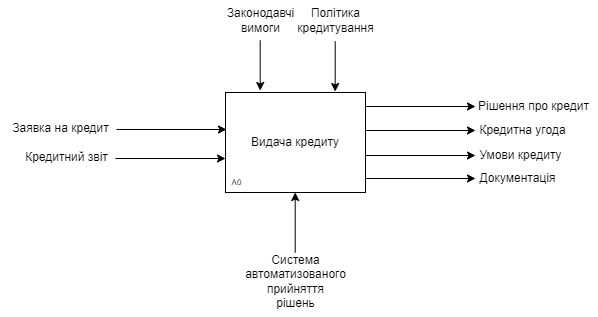 Законодавчі
вимоги
Політика
кредитування
Заявка на кредит
Кредитний звіт
Видача кредиту
A0
Рішення про кредит
Кредитна угода
Умови кредиту
Документація
Система
автоматизованого
прийняття
рішень